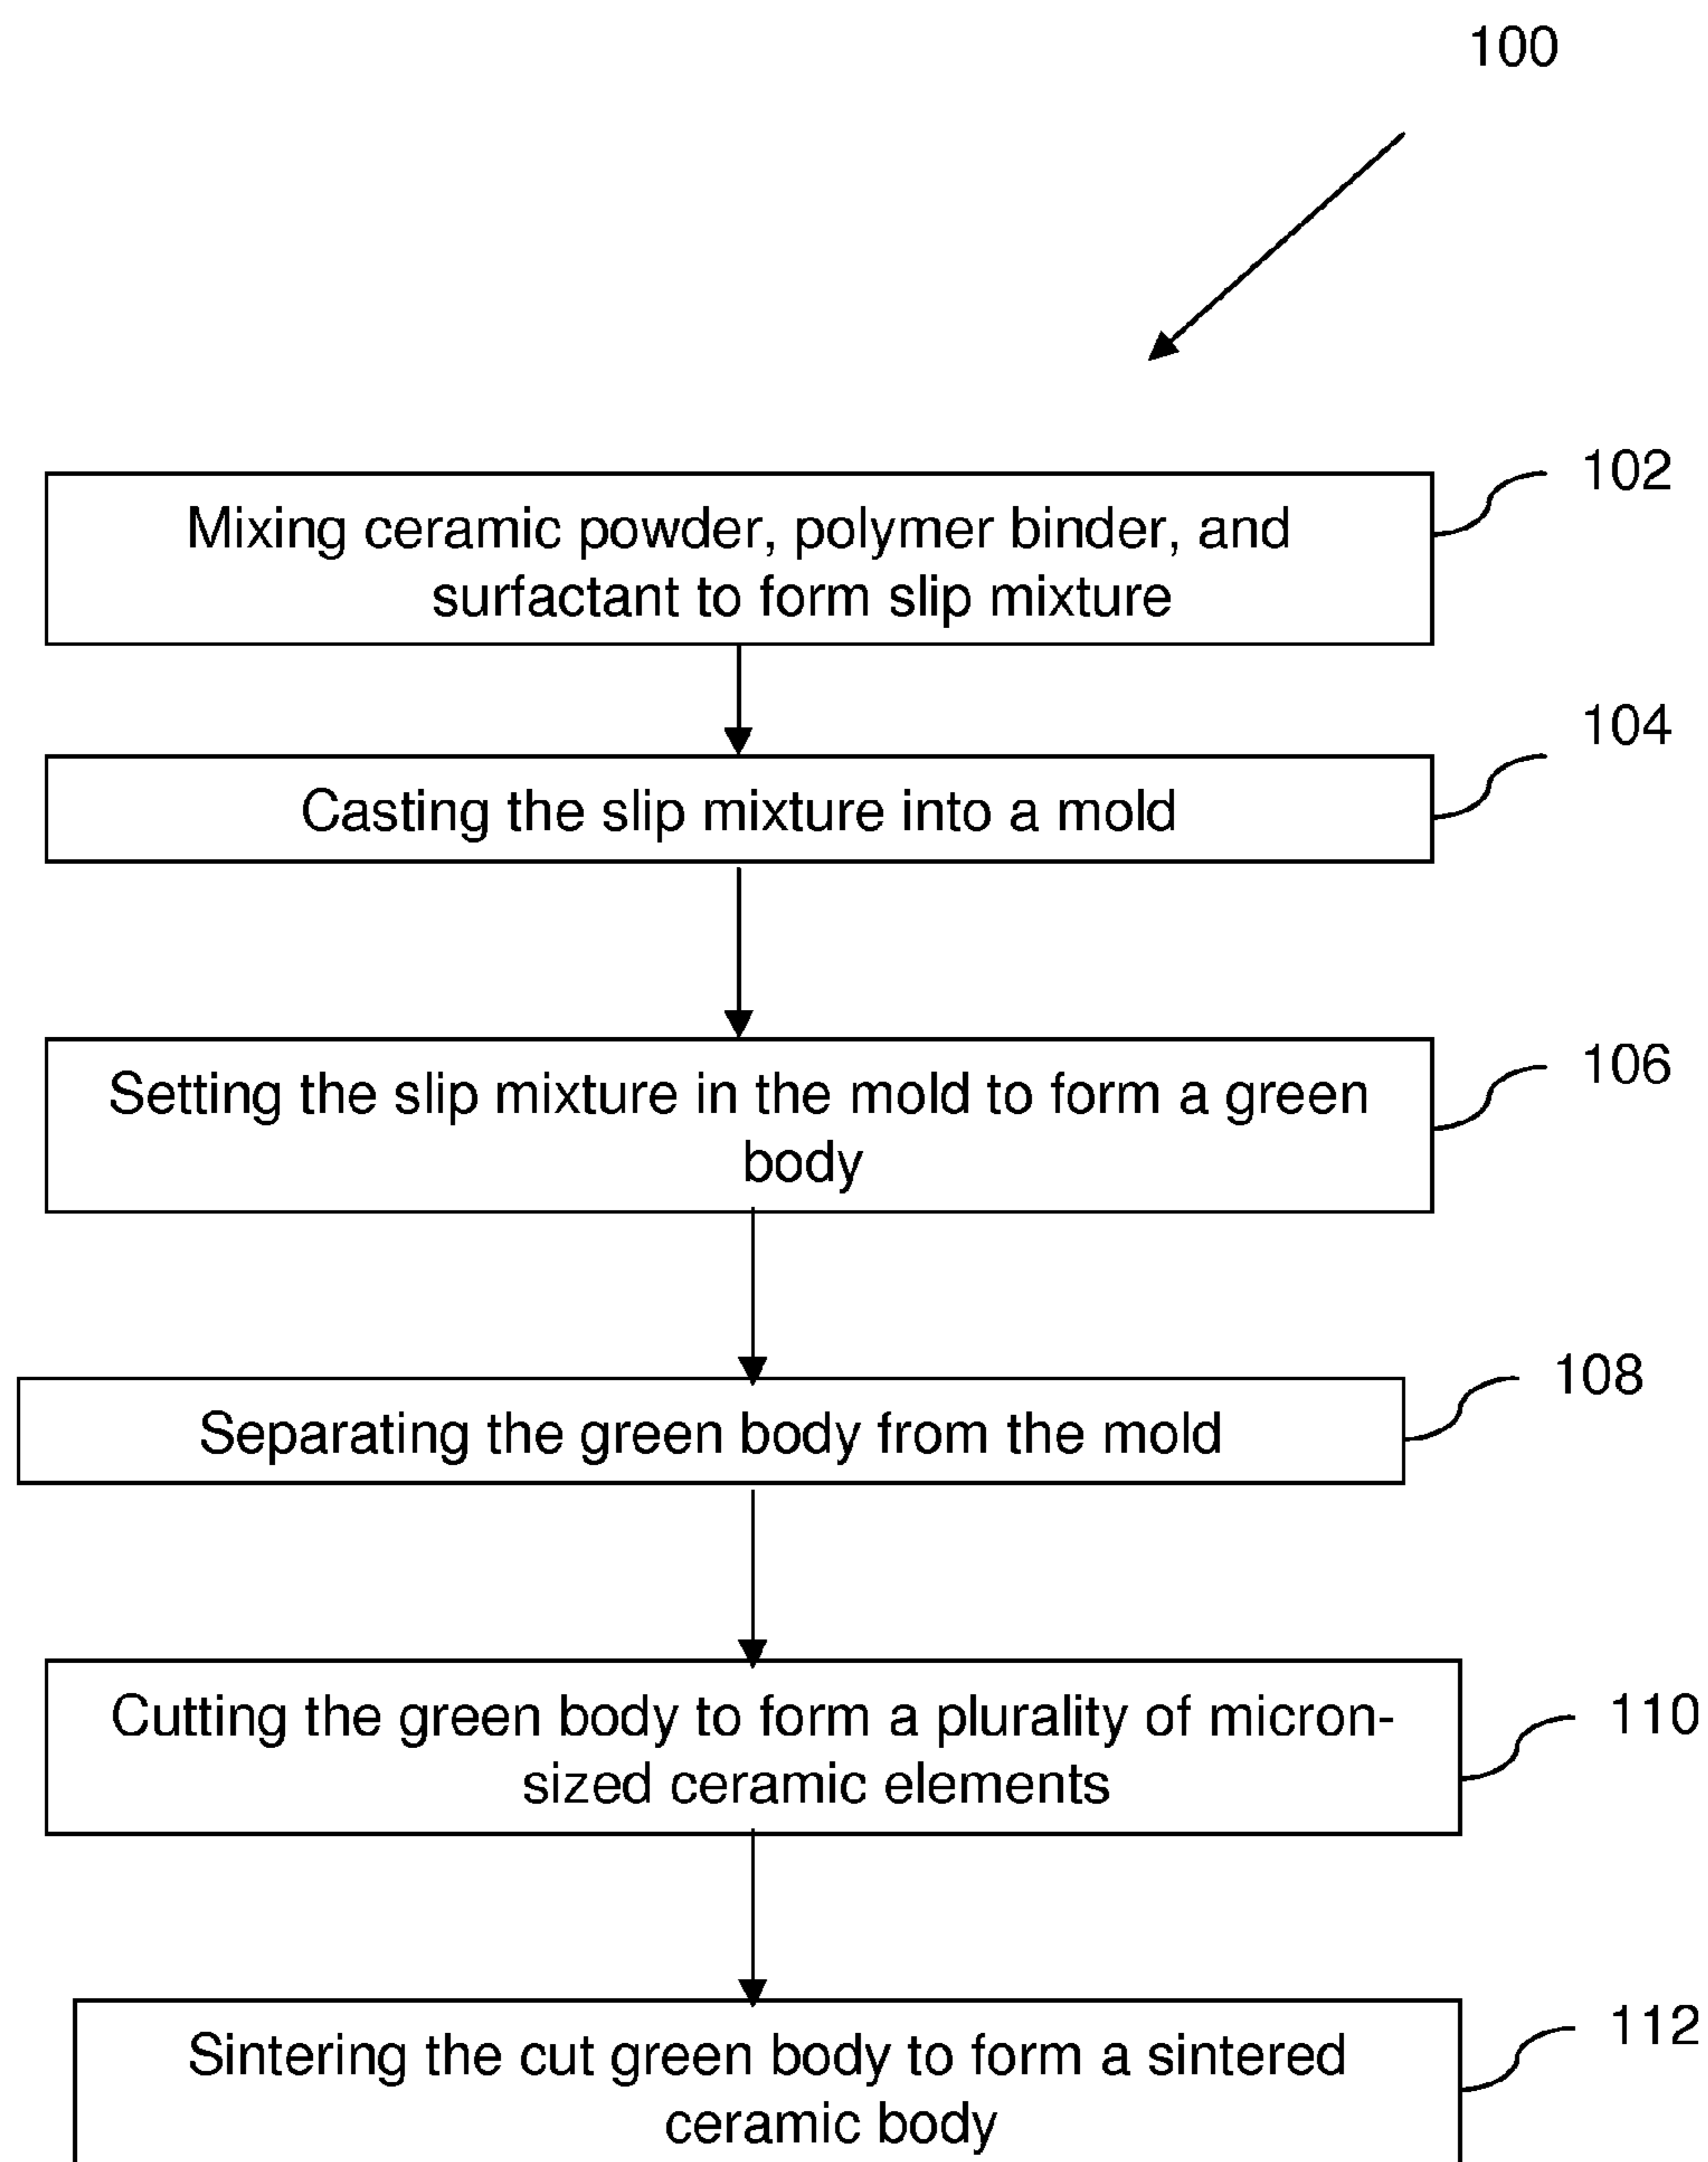 100
102
Mixing ceramic powder, polymer binder, and
surfactant to form slip mixture
104
Casting the slip mixture into a mold
106
Setting the slip mixture in the mold to form a green
body
108
Separating the green body from the mold
110
Cutting the green body to form a plurality of micron-
sized ceramic elements
112
Sintering the cut green body to form a sintered
ceramic body